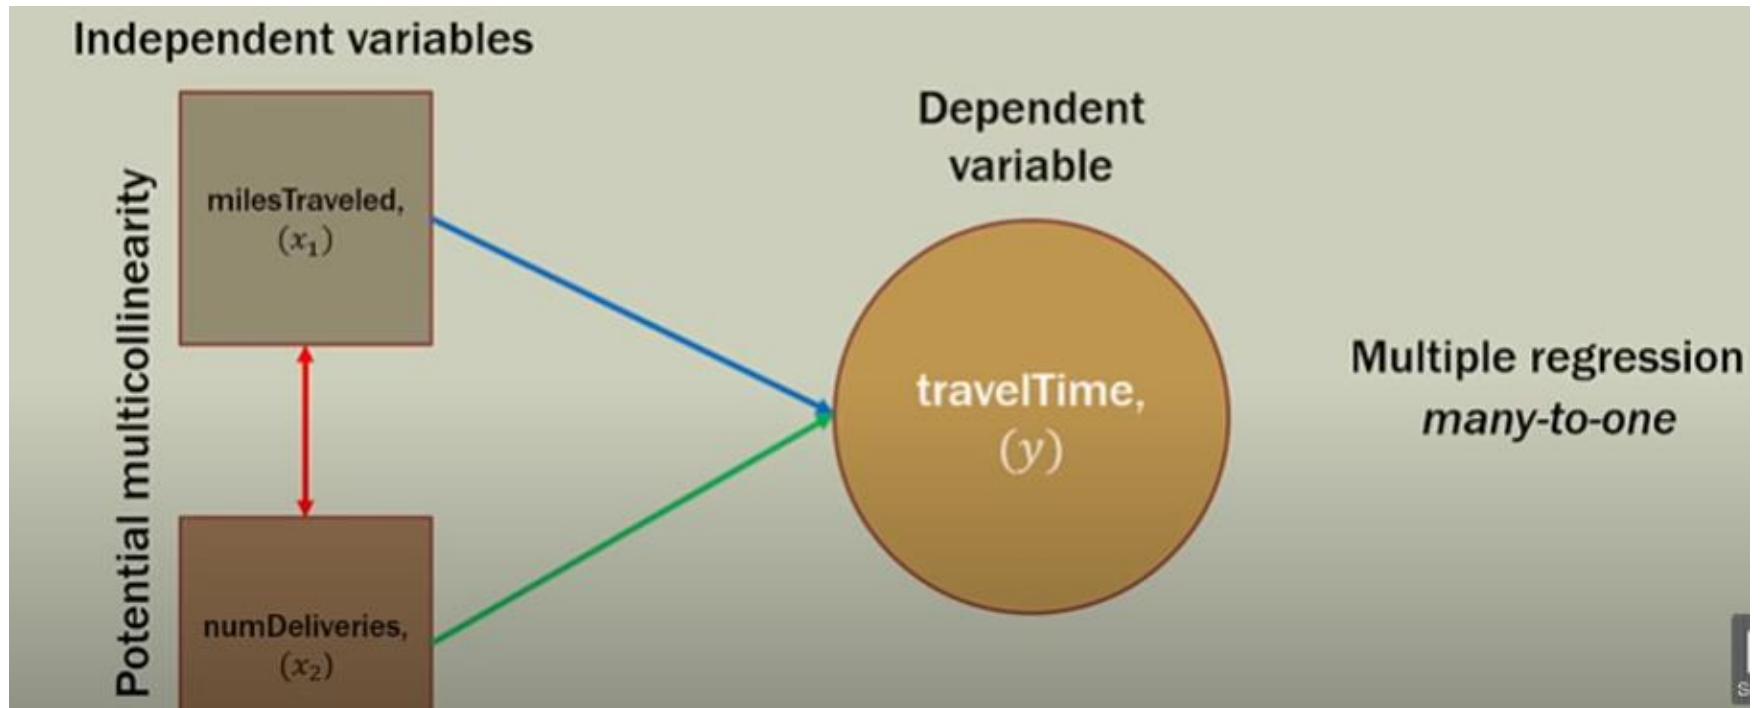 Independent variables
Potential multicollinearity
milesTraveled,
(x₁)
numDeliveries,
(x₂)
Dependent
variable
travelTime,
(y)
Multiple regression
many-to-one